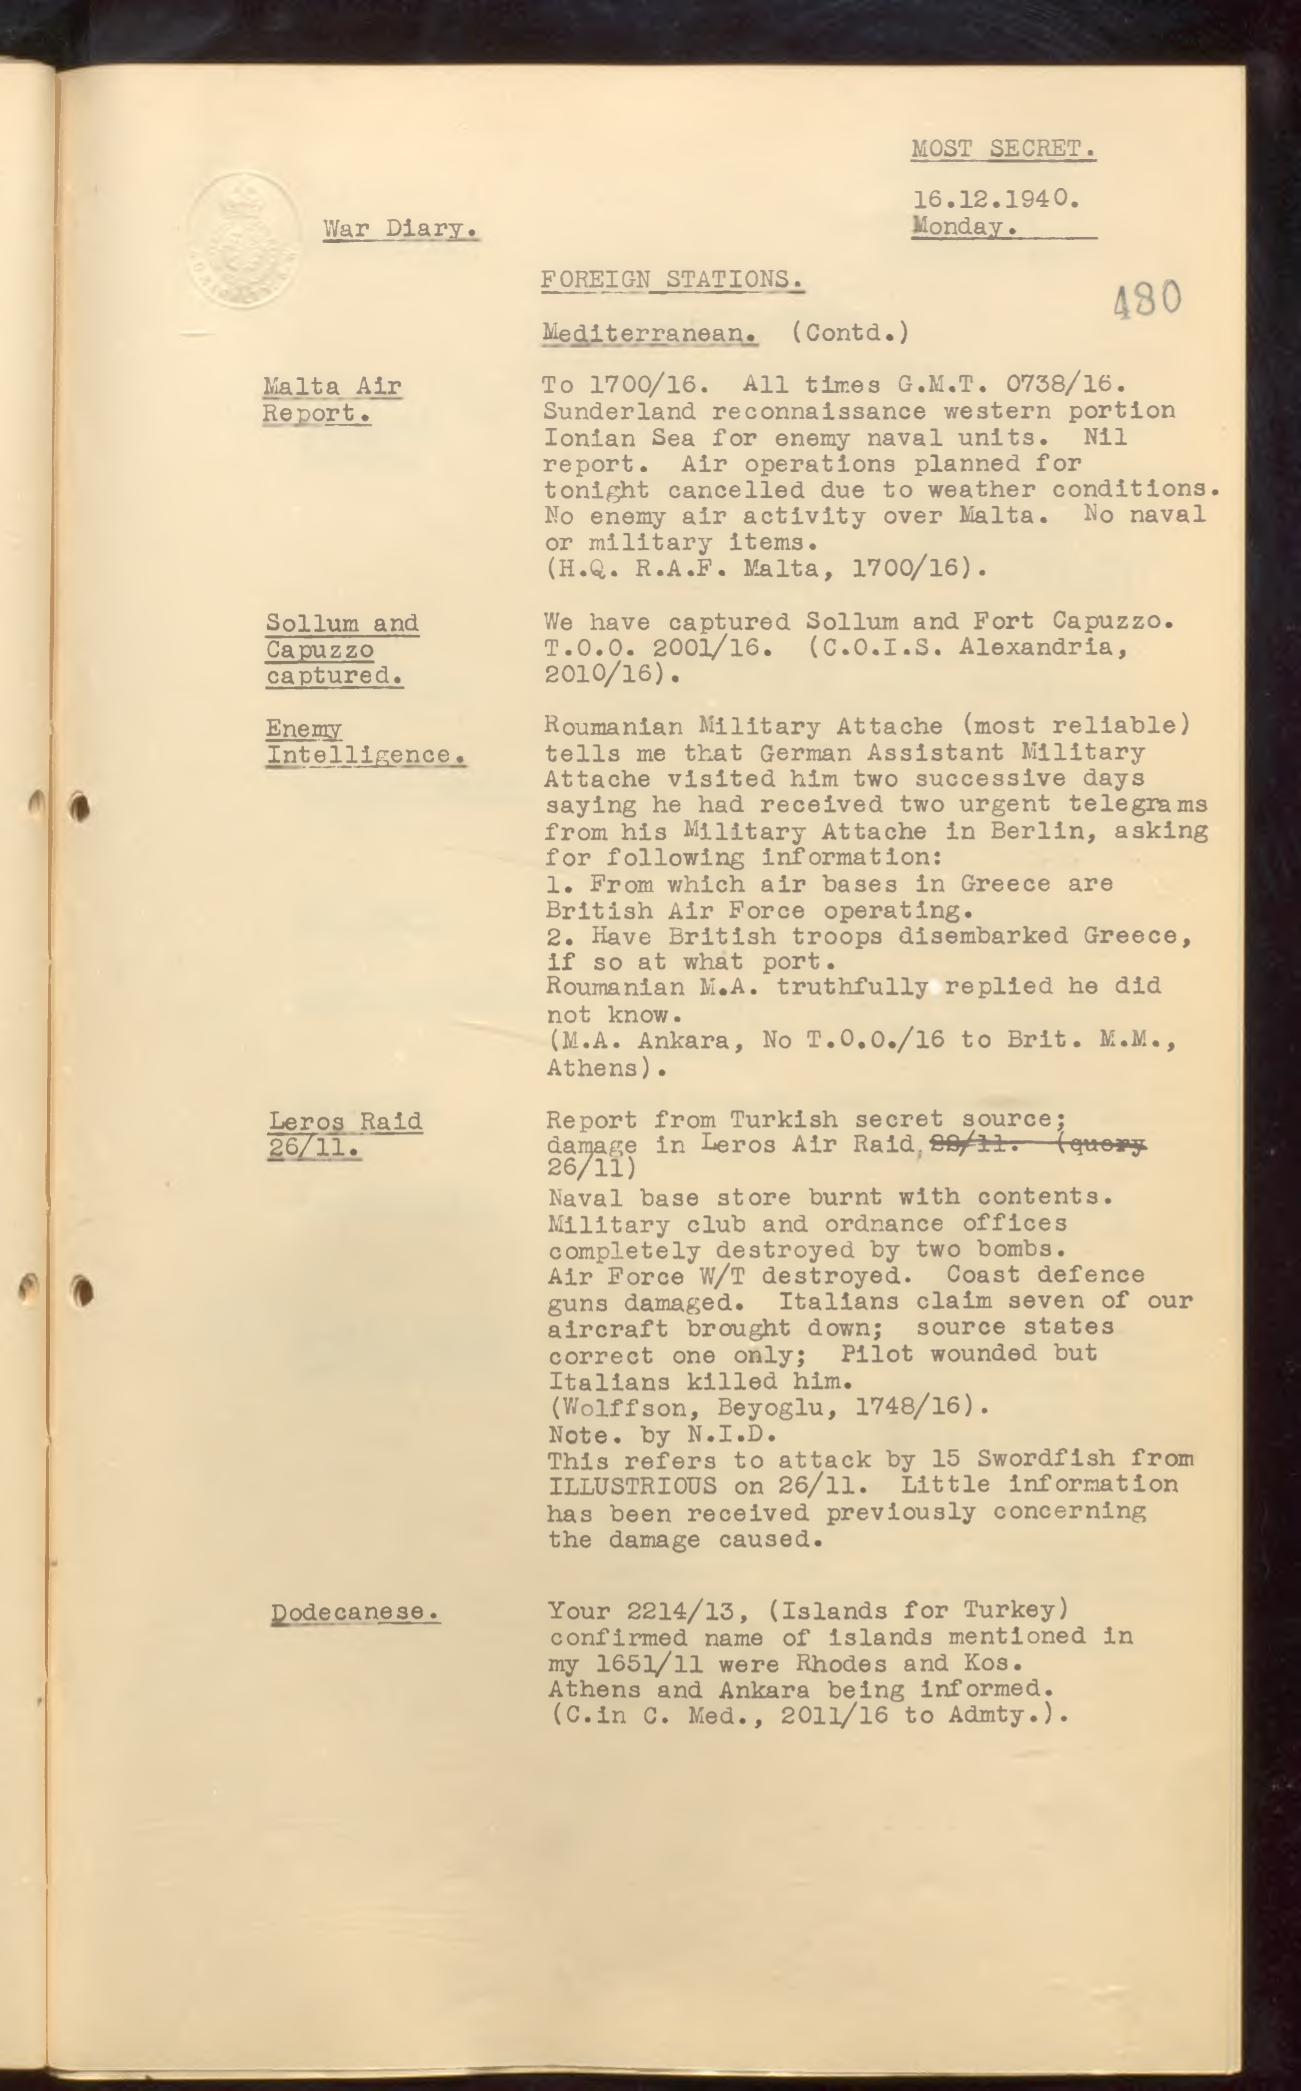 MOST SECRET.
16.12.1940.
Monday.
War Diary.
FOREIGN STATIONS.
480
Mediterranean. (Contd.)
Malta Air
Report.
To 1700/16. All times G.M.T. 0738/16.
Sunderland reconnaissance western portion
Ionian Sea for enemy naval units. Nil
report. Air operations planned for
tonight cancelled due to weather conditions.
No enemy air activity over Malta. No naval
or military items.
(H.Q. R.A.F. Malta, 1700/16).
Sollum and
Capuzzo
captured.
We have captured Sollum and Fort Capuzzo.
T.O.O. 2001/16. (C.O.I.S. Alexandria,
2010/16).
Enemy
Intelligence.
Roumanian Military Attache (most reliable)
tells me that German Assistant Military
Attache visited him two successive days
saying he had received two urgent telegrams
from his Military Attache in Berlin, asking
for following information:
1. From which air bases in Greece are
British Air Force operating.
2. Have British troops disembarked Greece,
if so at what port.
Roumanian M.A. truthfully replied he did
not know.
(M.A. Ankara, No T.O.O./16 to Brit. M.M.,
Athens).
Leros Raid
26/11.
Report from Turkish secret source;
damage in Leros Air Raid, 22/11. (query
26/11)
Naval base store burnt with contents.
Military club and ordnance offices
completely destroyed by two bombs.
Air Force W/T destroyed. Coast defence
guns damaged. Italians claim seven of our
aircraft brought down; source states
correct one only; Pilot wounded but
Italians killed him.
(Wolffson, Beyoglu, 1748/16).
Note. by N.I.D.
This refers to attack by 15 Swordfish from
ILLUSTRIOUS on 26/11. Little information
has been received previously concerning
the damage caused.
Dodecanese.
Your 2214/13, (Islands for Turkey)
confirmed name of islands mentioned in
my 1651/11 were Rhodes and Kos.
Athens and Ankara being informed.
(C.in C. Med., 2011/16 to Admty.).